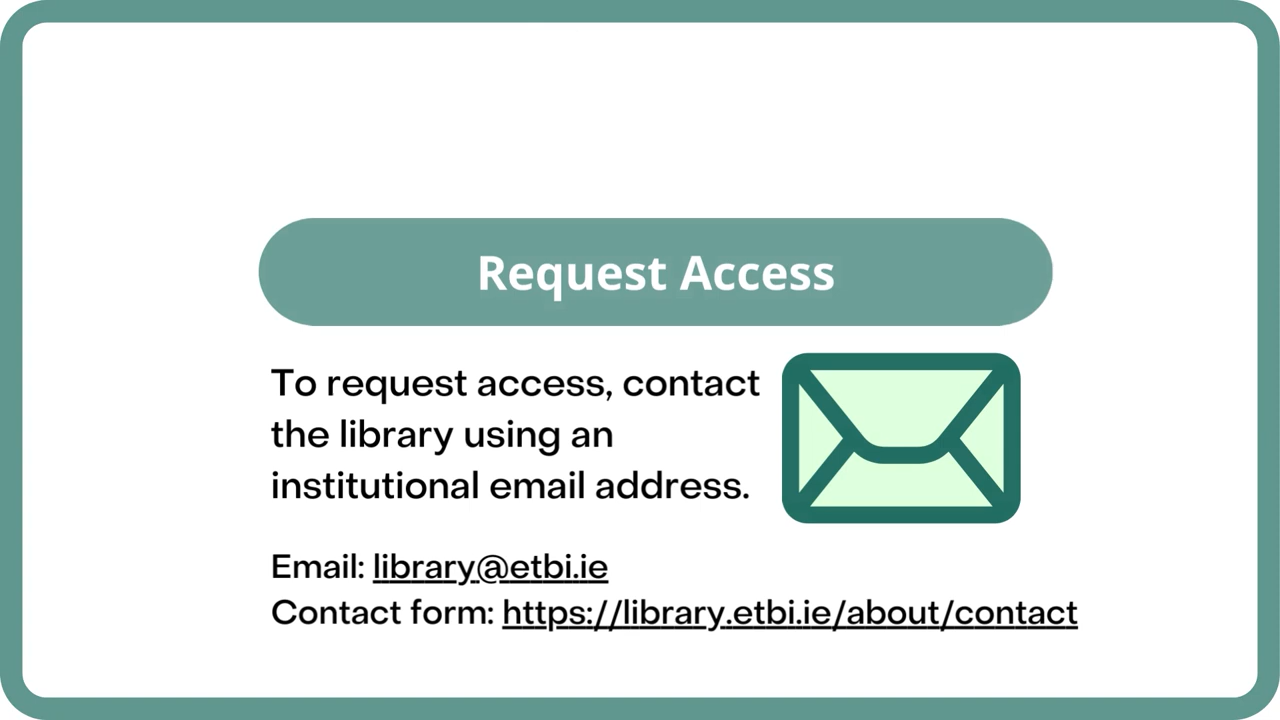 Request Access
To request access, contact
the library using an
institutional email address.
Email: library@etbi.ie
Contact form: https://library.etbi.ie/about/contact